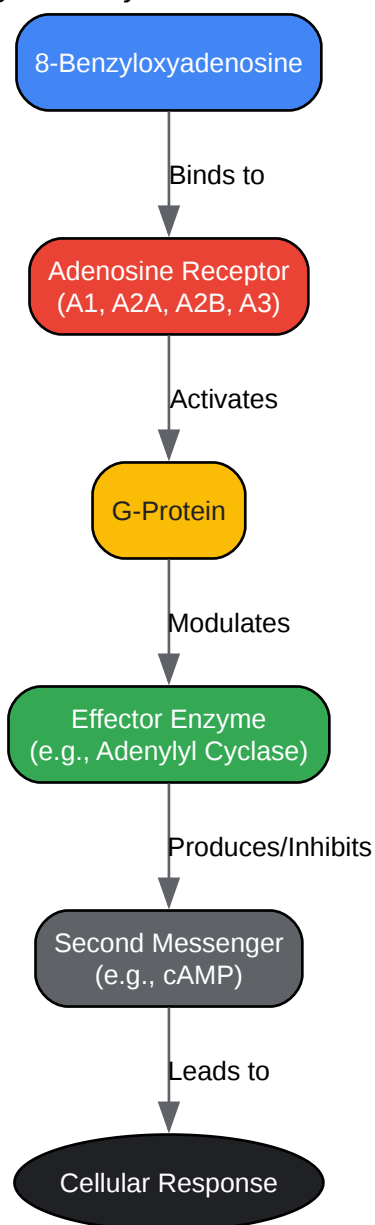 8-Benzyloxyadenosine
Binds to
Adenosine Receptor
(A1, A2A, A2B, A3)
Activates
G-Protein
Modulates
Effector Enzyme
(e.g., Adenylyl Cyclase)
Produces/Inhibits
Second Messenger
(e.g., cAMP)
Leads to
Cellular Response